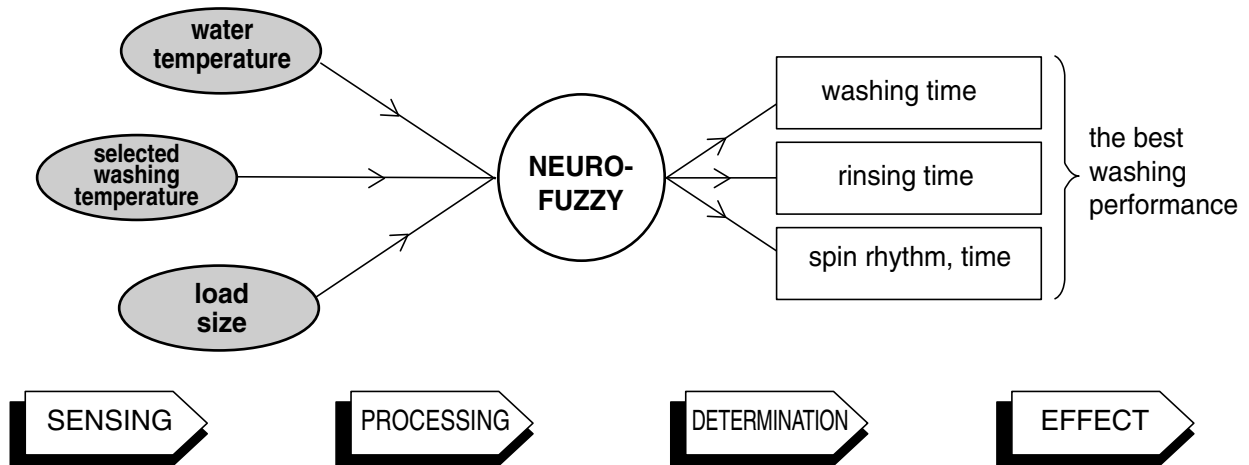 water
temperature
selected
washing
temperature
load
size
NEURO-
FUZZY
washing time
rinsing time
spin rhythm, time
the best
washing
performance
SENSING
PROCESSING
DETERMINATION
EFFECT